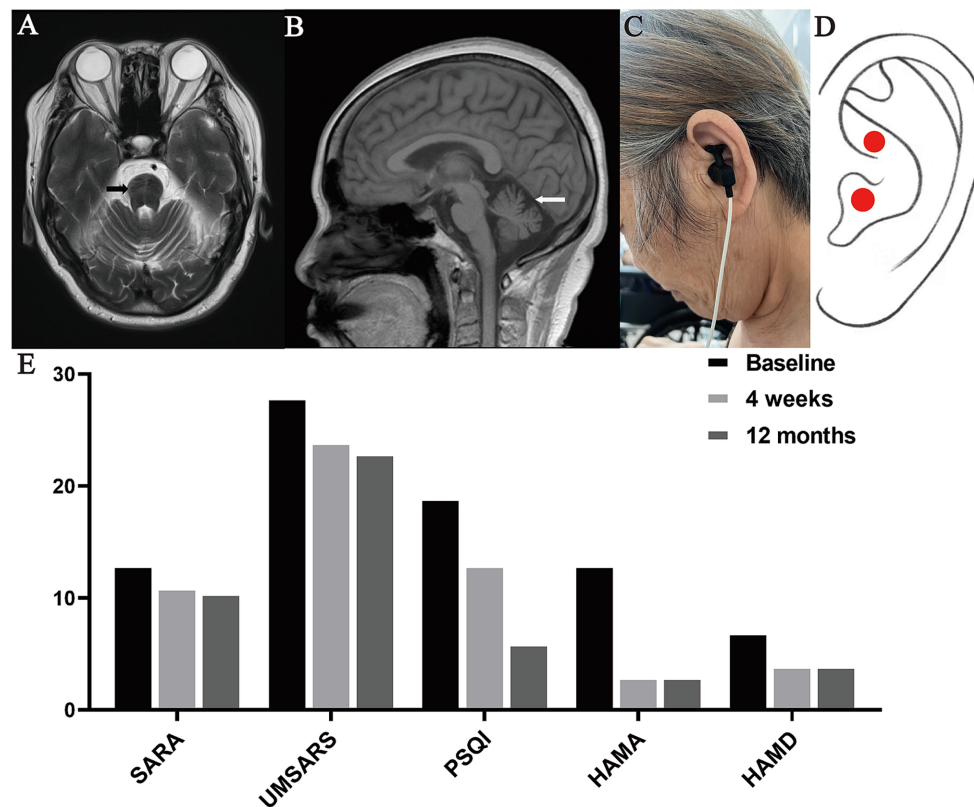 A
B
C
D
E
Baseline
4 weeks
12 months
30
20
10
0
SARA
UMSARS
PSQI
HAMA
HAMD